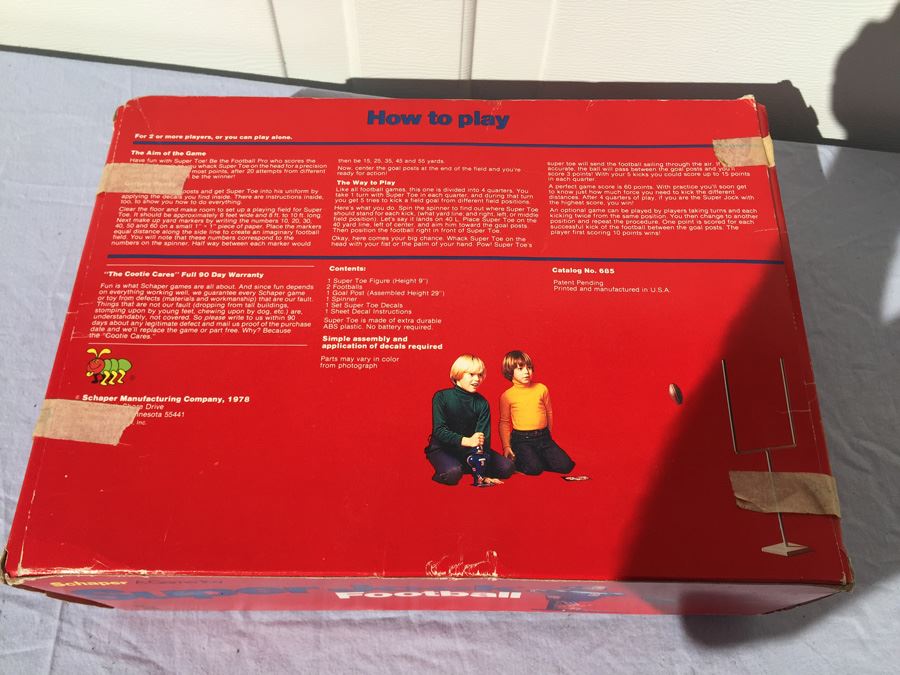 How to play
For 2 or more players, or you can play alone.
The Aim of the Game
Have fun with Super Toe! Be the Football Pro who scores the
you whack Super Toe on the head for a precision
most points, after 20 attempts from different
be the winner!
posts and get Super Toe into his uniform by
applying the decals you find inside. There are instructions inside,
too, to show you how to do everything.
Clear the floor and make room to set up a playing field for Super
Toe. It should be approximately 6 feet wide and 8 ft. to 10 ft. long.
Next make up yard markers by writing the numbers 10, 20, 30,
40, 50 and 60 on a small 1" × 1" piece of paper. Place the markers
equal distance along the side to create an imaginary football
field. You will note that these numbers correspond to the
numbers on the spinner. Half way between each marker would
then be 15, 25, 35, 45 and 55 yards.
Now, center the goal posts at the end of the field and you're
ready for action!
The Way to Play
Like all football games, this one is divided into 4 quarters. You
take 1 turn with Super Toe in each quarter, and during that turn
you get 5 tries to kick a field goal from different field positions.
Here's what you do. Spin the spinner to find out where Super Toe
should stand for each kick, (what yard line; and right, left, or middle
field position). Let's say it lands on 40 L. Place Super Toe on the
40 yard line, left of center, and aim him toward the goal posts.
Then position the football right in front of Super Toe.
Okay, here comes your big chance. Whack Super Toe on the
head with your fist or the palm of your hand. Pow! Super Toe's
super toe will send the football sailing through the air. If
accurate, the ball will pass between the goal posts and you'll
score 3 points! With your 5 kicks you could score up to 15 points
in each quarter.
A perfect game score is 60 points. With practice you'll soon get
to know just how much force you need to kick the different
distances. After 4 quarters of play, if you are the Super Jock with
the highest score, you win!
An optional game can be played by players taking turns and each
kicking twice from the same position. You then change to another
position and repeat the procedure. One point is scored for each
successful kick of the football between the goal posts. The
player first scoring 10 points wins!
"The Cootie Cares" Full 90 Day Warranty
Fun is what Schaper games are all about. And since fun depends
on everything working well, we guarantee every Schaper game
or toy from defects (materials and workmanship) that are our fault.
Things that are not our fault (dropping from tall buildings,
stomping upon by young feet, chewing upon by dog, etc.) are,
understandably, not covered. So please write to us within 90
days about any legitimate defect and mail us proof of the purchase
date and we'll replace the game or part free. Why? Because
the "Cootie Cares."
© Schaper Manufacturing Company, 1978
Drive
nnesota 55441
Inc.
Contents:
1 Super Toe Figure (Height 9")
2 Footballs
1 Goal Post (Assembled Height 29")
1 Spinner
1 Set Super Toe Decals
1 Sheet Decal Instructions
Super Toe is made of extra durable
ABS plastic. No battery required.
Simple assembly and
application of decals required
Parts may vary in color
from photograph
Catalog No. 685
Patent Pending
Printed and manufactured in U.S.A.
Schaper
Super
Football